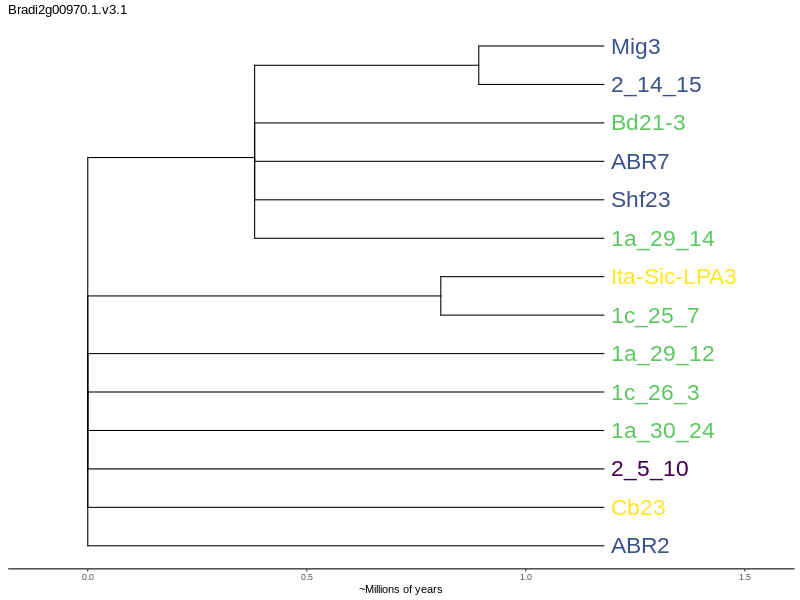 Bradi2g00970.1.v3.1
Mig3
2_14_15
Bd21-3
ABR7
Shf23
1a_29_14
Ita-Sic-LPA3
1c_25_7
1a_29_12
1c_26_3
1a_30_24
2_5_10
Cb23
ABR2
0.0 0.5 1.0 1.5
~Millions of years